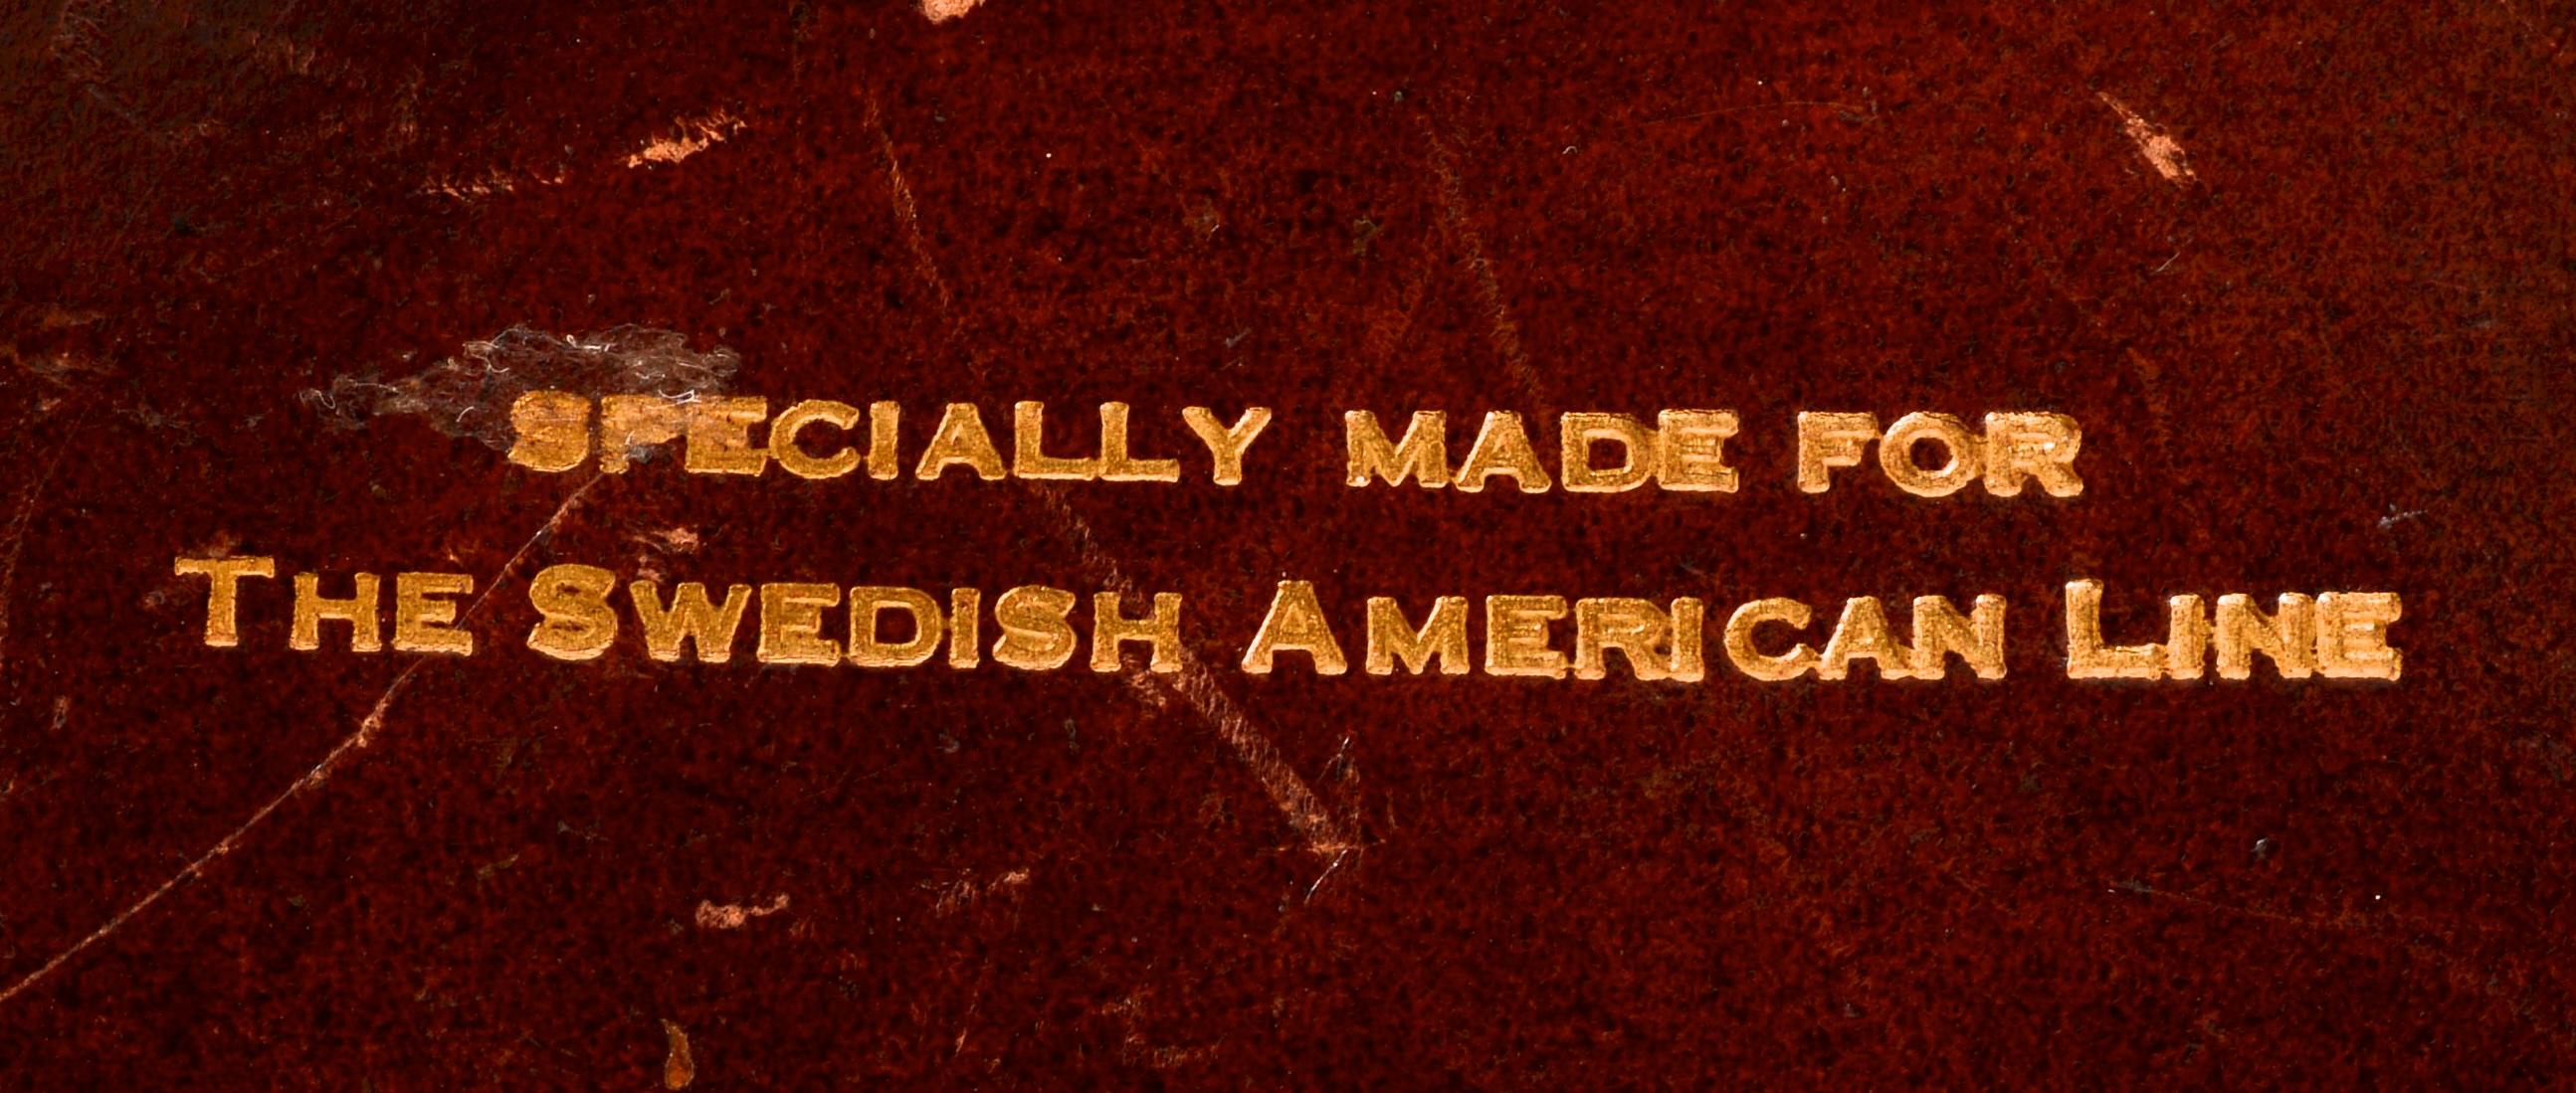 SPECIALLY MADE FOR
THE SWEDISH AMERICAN LINE